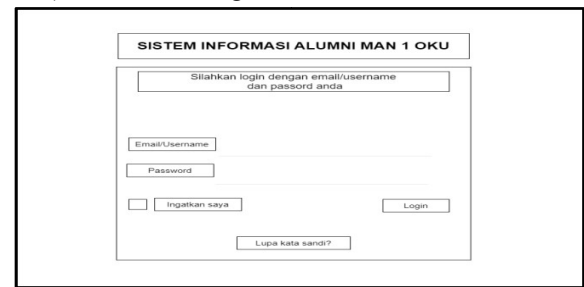 SISTEM INFORMASI ALUMNI MAN 1 OKU
Silahkan login dengan email/username
dan passord anda
Email/Username
Password
Ingatkan saya
Login
Lupa kata sandi?